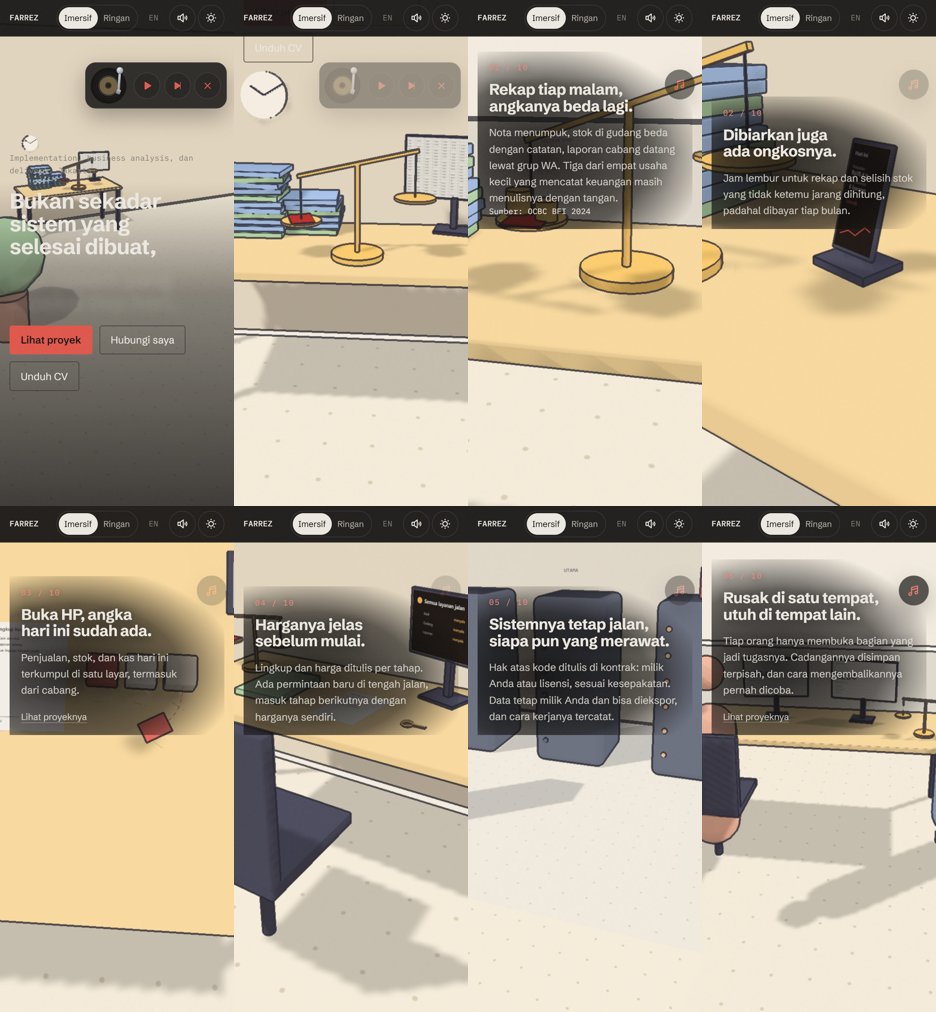 FARREZ
Imersif Ringan
EN
Implementation, business analysis, dan
Bukan sekadar
sistem yang
selesai dibuat,
Lihat proyek
Hubungi saya
Unduh CV
FARREZ
Imersif Ringan
EN
Unduh CV
FARREZ
Imersif Ringan
EN
/ 10
Rekap tiap malam,
angkanya beda lagi.
Nota menumpuk, stok di gudang beda
dengan catatan, laporan cabang datang
lewat grup WA. Tiga dari empat usaha
kecil yang mencatat keuangan masih
menulisnya dengan tangan.
Sumber: OCBC BFI 2024
FARREZ
Imersif Ringan
EN
02 / 10
Dibiarkan juga
ada ongkosnya.
Jam lembur untuk rekap dan selisih stok
yang tidak ketemu jarang dihitung,
padahal dibayar tiap bulan.
FARREZ
Imersif Ringan
EN
03 / 10
Buka HP, angka
hari ini sudah ada.
Penjualan, stok, dan kas hari ini
terkumpul di satu layar, termasuk
dari cabang.
Lihat proyeknya
FARREZ
Imersif Ringan
EN
Semua layanan jalan
04 / 10
Harganya jelas
sebelum mulai.
Lingkup dan harga ditulis per tahap.
Ada permintaan baru di tengah jalan,
masuk tahap berikutnya dengan
harganya sendiri.
FARREZ
Imersif Ringan
EN
UTAMA
05 / 10
Sistemnya tetap jalan,
siapa pun yang merawat.
Hak atas kode ditulis di kontrak: milik
Anda atau lisensi, sesuai kesepakatan.
Data tetap milik Anda dan bisa diekspor,
dan cara kerjanya tercatat.
FARREZ
Imersif Ringan
EN
/ 10
Rusak di satu tempat,
utuh di tempat lain.
Tiap orang hanya membuka bagian yang
jadi tugasnya. Cadangannya disimpan
terpisah, dan cara mengembalikannya
pernah dicoba.
Lihat proyeknya